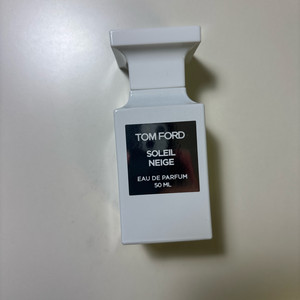 TOM FORD
SOLEIL
NEIGE
EAU DE PARFUM
50 ML